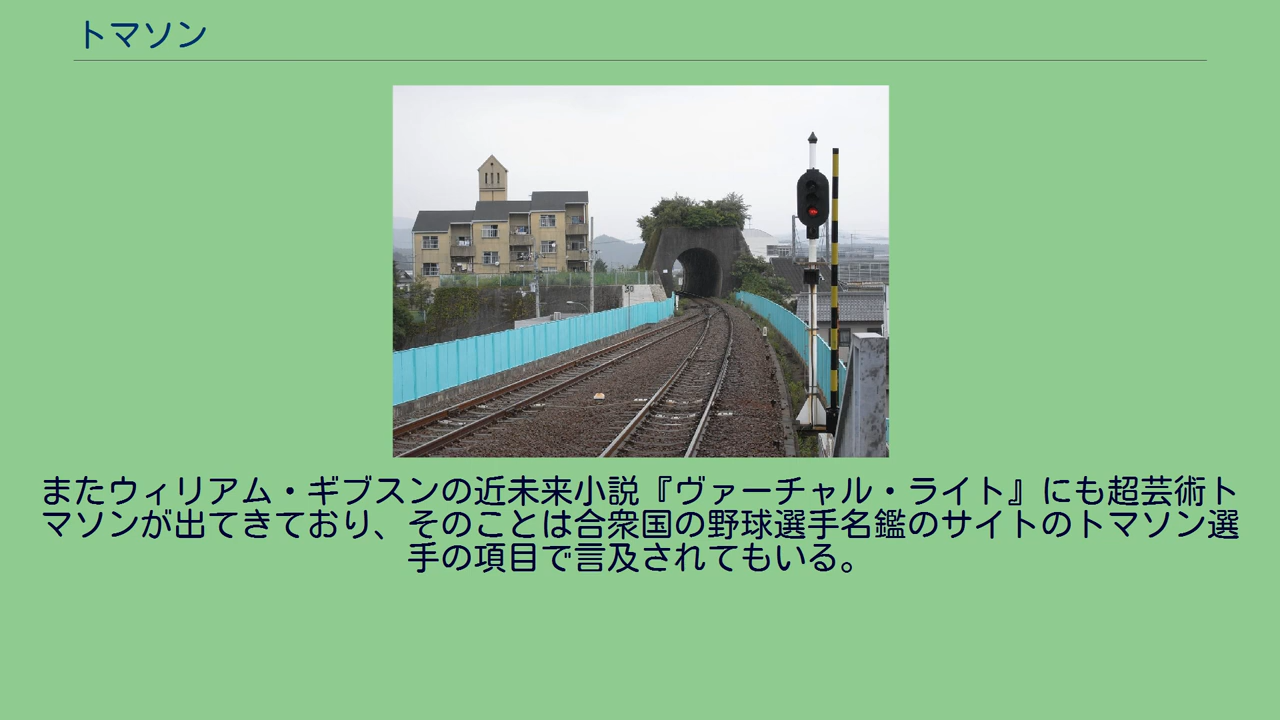 トマソン
またウィリアム・ギブスンの近未来小説『ヴァーチャル・ライト』にも超芸術ト
マソンが出てきており、そのことは合衆国の野球選手名鑑のサイトのトマソン選
手の項目で言及されてもいる。